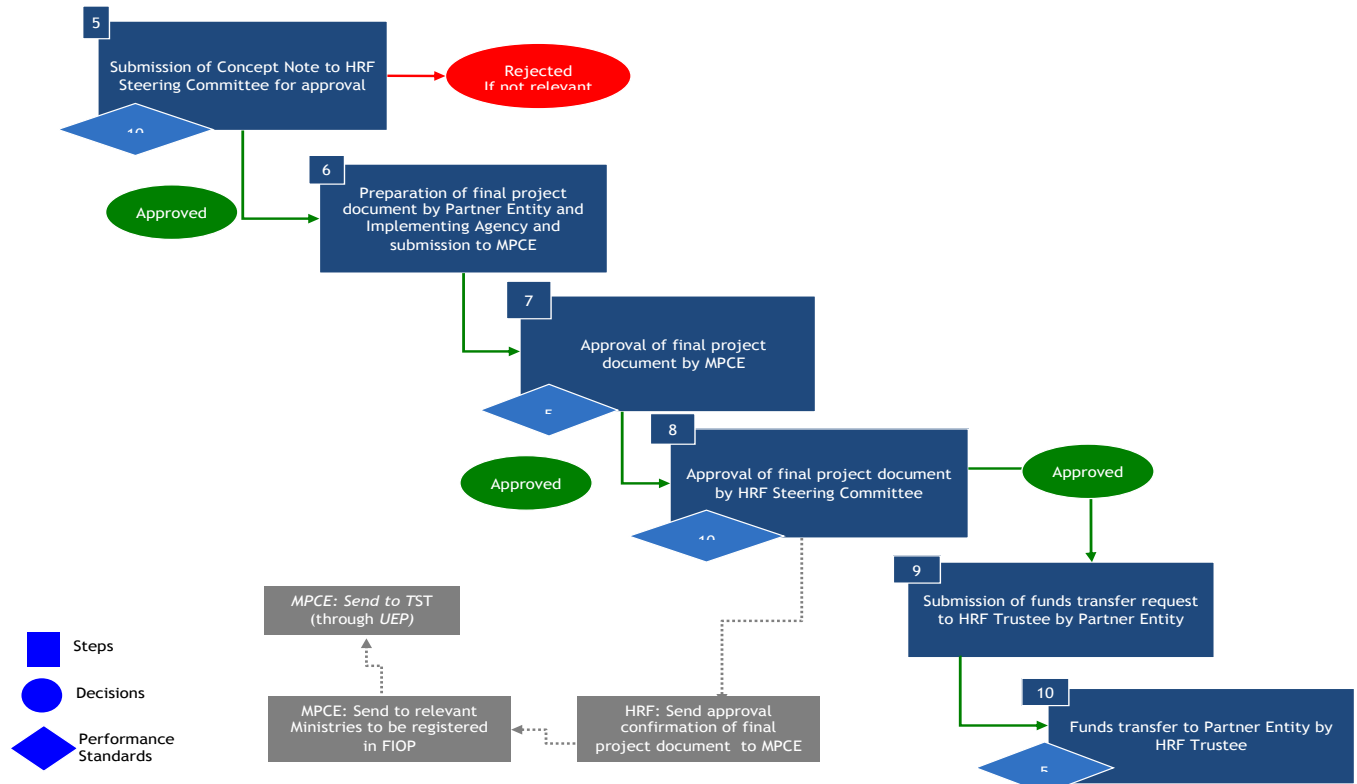 5
Submission of Concept Note to HRF
Steering Committee for approval
Rejected
If not relevant
10
Approved
6
Preparation of final project
document by Partner Entity and
Implementing Agency and
submission to MPCE
7
Approval of final project
document by MPCE
5
Approved
8
Approval of final project document
by HRF Steering Committee
10
Approved
9
Submission of funds transfer request
to HRF Trustee by Partner Entity
10
Funds transfer to Partner Entity by
HRF Trustee
5
MPCE: Send to TST
(through UEP)
MPCE: Send to relevant
Ministries to be registered
in FIOP
HRF: Send approval
confirmation of final
project document to MPCE
Steps
Decisions
Performance
Standards